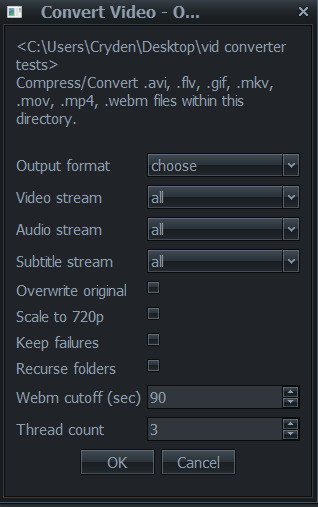 Convert Video - O...
<C:\Users\Cryden\Desktop\vid converter
tests>
Compress/Convert .avi, .flv, .gif, .mkv,
.mov, .mp4, .webm files within this
directory.
Output format choose
Video stream all
Audio stream all
Subtitle stream all
Overwrite original
Scale to 720p
Keep failures
Recurse folders
Webm cutoff (sec) 90
Thread count 3
OK Cancel